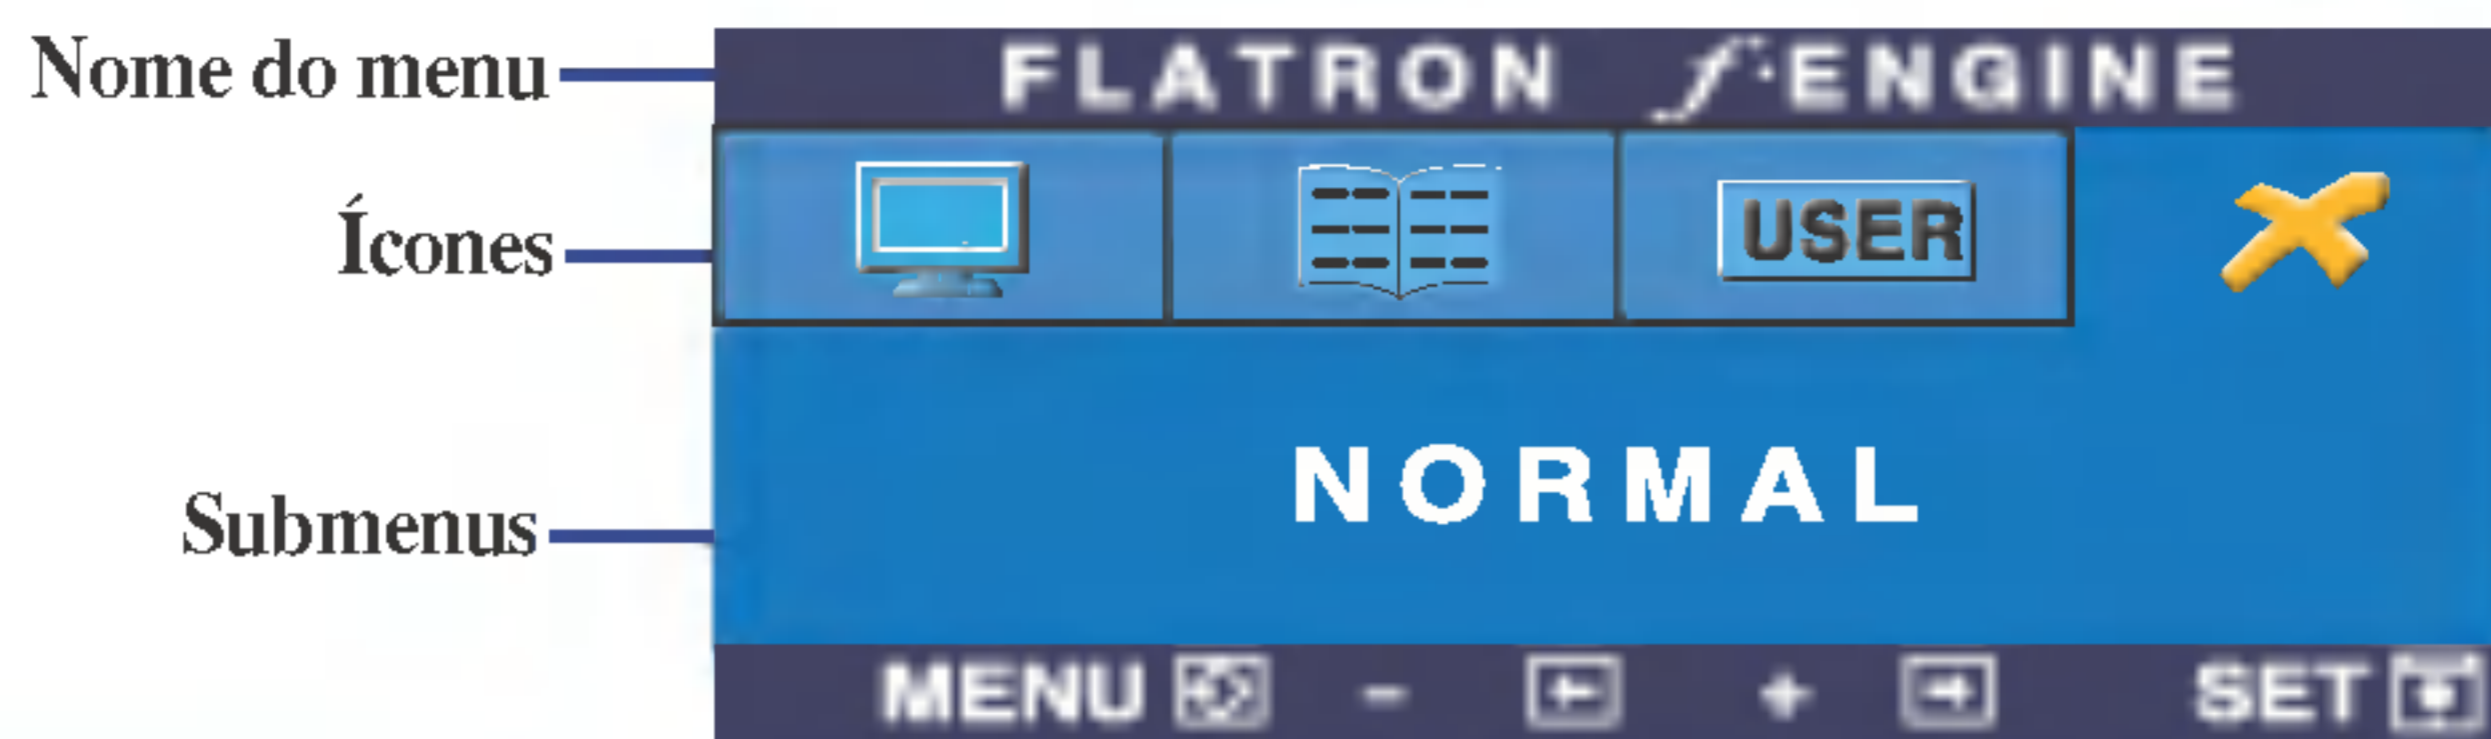 Nome do menu
FLATRON f·ENGINE
Ícones
USER
Submenus
NORMAL
MENU - + SET